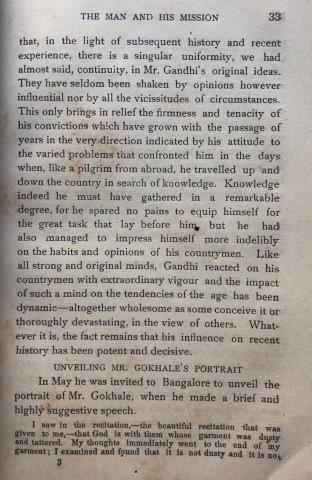 THE MAN AND HIS MISSION 33
that, in the light of subsequent history and recent
experience, there is a singular uniformity, we had
almost said, continuity, in Mr. Gandhi's original ideas.
They have seldom been shaken by opinions however
influential nor by all the vicissitudes of circumstances.
This only brings in relief the firmness and tenacity of
his convictions which have grown with the passage of
years in the very direction indicated by his attitude to
the varied problems that confronted him in the days
when, like a pilgrim from abroad, he travelled up and
down the country in search of knowledge. Knowledge
indeed he must have gathered in a remarkable
degree, for he spared no pains to equip himself for
the great task that lay before him, but he had
also managed to impress himself more indelibly
on the habits and opinions of his countrymen. Like
all strong and original minds, Gandhi reacted on his
countrymen with extraordinary vigour and the impact
of such a mind on the tendencies of the age has been
dynamic—altogether wholesome as some conceive it or
thoroughly devastating, in the view of others. What-
ever it is, the fact remains that his influence on recent
history has been potent and decisive.
UNVEILING MR. GOKHALE'S PORTRAIT
In May he was invited to Bangalore to unveil the
portrait of Mr. Gokhale, when he made a brief and
highly suggestive speech.
I saw in the recitation,—the beautiful recitation that was
given to me,—that God is with them whose garment was dusty
and tattered. My thoughts immediately went to the end of my
garment; I examined and found that it is not dusty and it is not
3